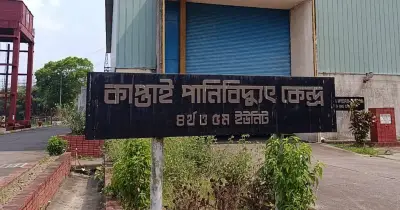 কাপ্তাই পানিবিদ্যুৎ কেন্দ্র
৪র্থ ও ৫ম ইউনিট